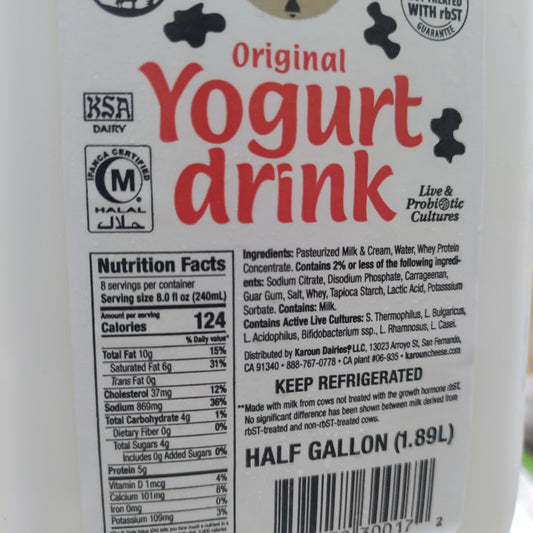 NOT TREATED
WITH rbST
GUARANTEE
Original
Yogurt
drink
KSA
DAIRY
IFANCA CERTIFIED
M
HALAL
حلال
Live &
Probiotic
Cultures
Nutrition Facts
8 servings per container
Serving size 8.0 fl oz (240mL)
Amount per serving
Calories 124
% Daily value*
Total Fat 10g 15%
Saturated Fat 6g 31%
Trans Fat 0g
Cholesterol 37mg 12%
Sodium 869mg 36%
Total Carbohydrate 4g 1%
Dietary Fiber 0g 0%
Total Sugars 4g
Includes 0g Added Sugars 0%
Protein 5g
Vitamin D 1mcg 4%
Calcium 101mg 8%
Iron 0mg 0%
Potassium 109mg 3%
Ingredients: Pasteurized Milk & Cream, Water, Whey Protein
Concentrate. Contains 2% or less of the following ingredi-
ents: Sodium Citrate, Disodium Phosphate, Carrageenan,
Guar Gum, Salt, Whey, Tapioca Starch, Lactic Acid, Potasssium
Sorbate. Contains: Milk.
Contains Active Live Cultures: S. Thermophilus, L. Bulgaricus,
L. Acidophilus, Bifidobacterium ssp., L. Rhamnosus, L. Casei.
Distributed by Karoun Dairies LLC, 13023 Arroyo St, San Fernando,
CA 91340 • 888-767-0778 • CA plant #06-935 • karouncheese.com
KEEP REFRIGERATED
**Made with milk from cows not treated with the growth hormone rbST.
No significant difference has been shown between milk derived from
rbST-treated and non-rbST-treated cows.
HALF GALLON (1.89L)
30017 2